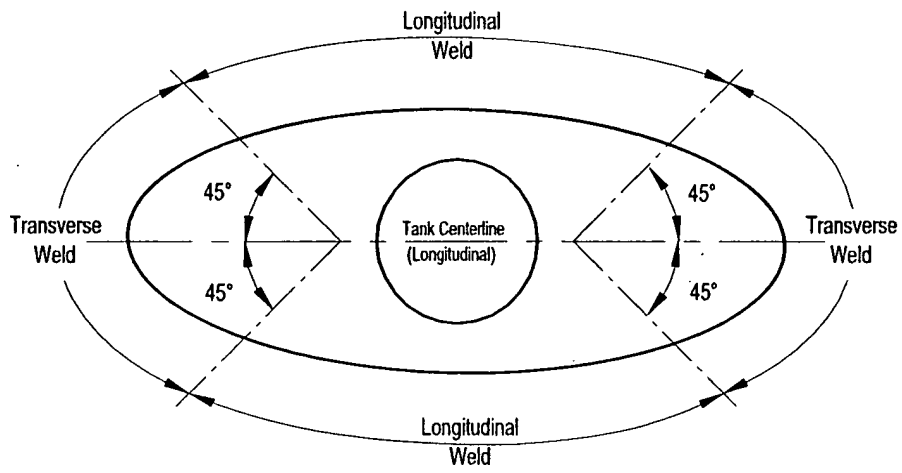 Longitudinal
Weld
45°
45°
Transverse
Weld
Tank Centerline
(Longitudinal)
Transverse
Weld
45°
45°
Longitudinal
Weld